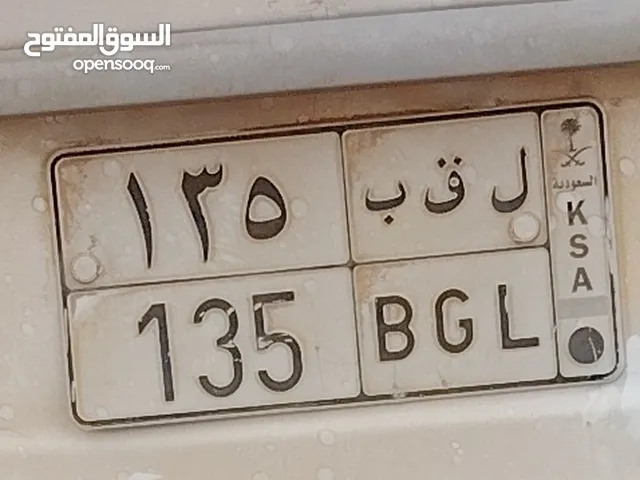 السوق المفتوح
opensooq.com
١٣٥
ل ق ب
135
BGL
السعودية
K
S
A